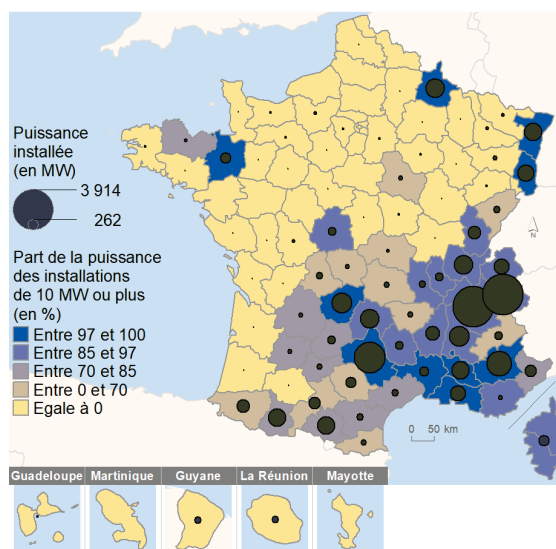 Puissance
installée
(en MW)
3 914
262
Part de la puissance
des installations
de 10 MW ou plus
(en %)
Entre 97 et 100
Entre 85 et 97
Entre 70 et 85
Entre 0 et 70
Egale à 0
N
0 50 km
Guadeloupe Martinique Guyane La Réunion Mayotte